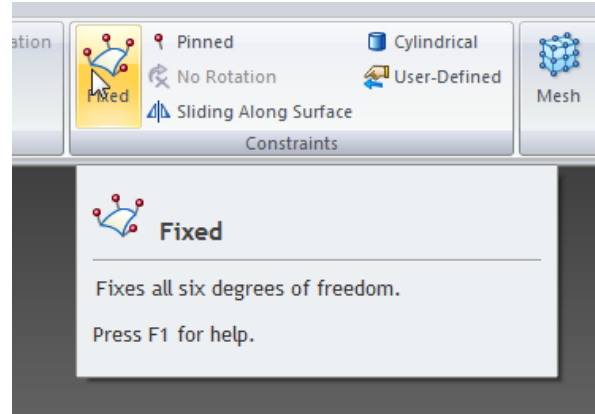 ation
Fixed
Pinned
No Rotation
Sliding Along Surface
Cylindrical
User-Defined
Constraints
Mesh
Fixed
Fixes all six degrees of freedom.
Press F1 for help.